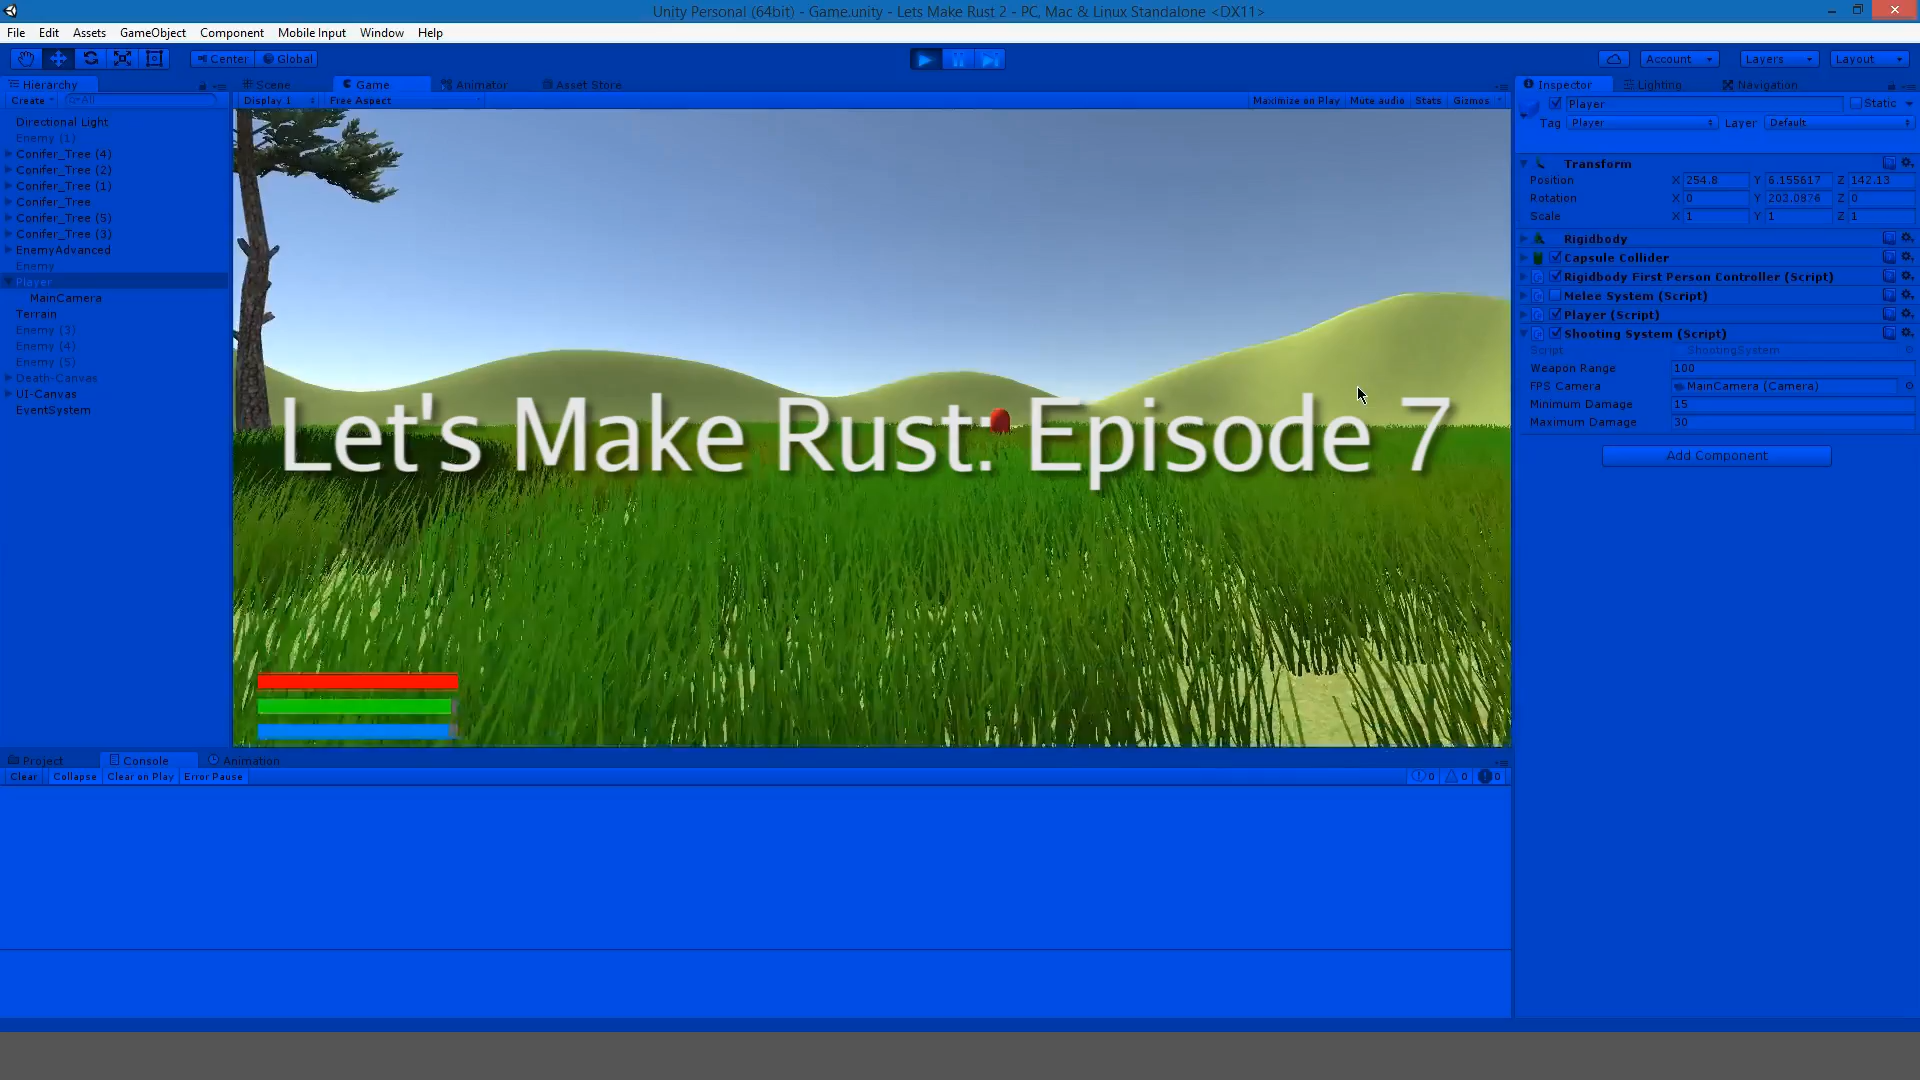 Unity Personal (64bit) - Game.unity - Lets Make Rust 2 - PC, Mac & Linux Standalone <DX11>
File Edit Assets GameObject Component Mobile Input Window Help
Center Global Account Layers Layout
Hierarchy Scene Game Animator Asset Store Inspector Lighting Navigation
Create All Display 1 Free Aspect Maximize on Play Mute audio Stats Gizmos
Player Static
Tag Player Layer Default
Directional Light
Enemy (1)
Conifer_Tree (4)
Conifer_Tree (2)
Conifer_Tree (1)
Conifer_Tree
Conifer_Tree (5)
Conifer_Tree (3)
EnemyAdvanced
Enemy
Player
MainCamera
Terrain
Enemy (3)
Enemy (4)
Enemy (5)
Death-Canvas
UI-Canvas
EventSystem
Let's Make Rust: Episode 7
Transform
Position X 254.8 Y 6.155617 Z 142.13
Rotation X 0 Y 203.0876 Z 0
Scale X 1 Y 1 Z 1
Rigidbody
Capsule Collider
Rigidbody First Person Controller (Script)
Melee System (Script)
Player (Script)
Shooting System (Script)
Script ShootingSystem
Weapon Range 100
FPS Camera MainCamera (Camera)
Minimum Damage 15
Maximum Damage 30
Add Component
Project Console Animation
Clear Collapse Clear on Play Error Pause 0 0 0